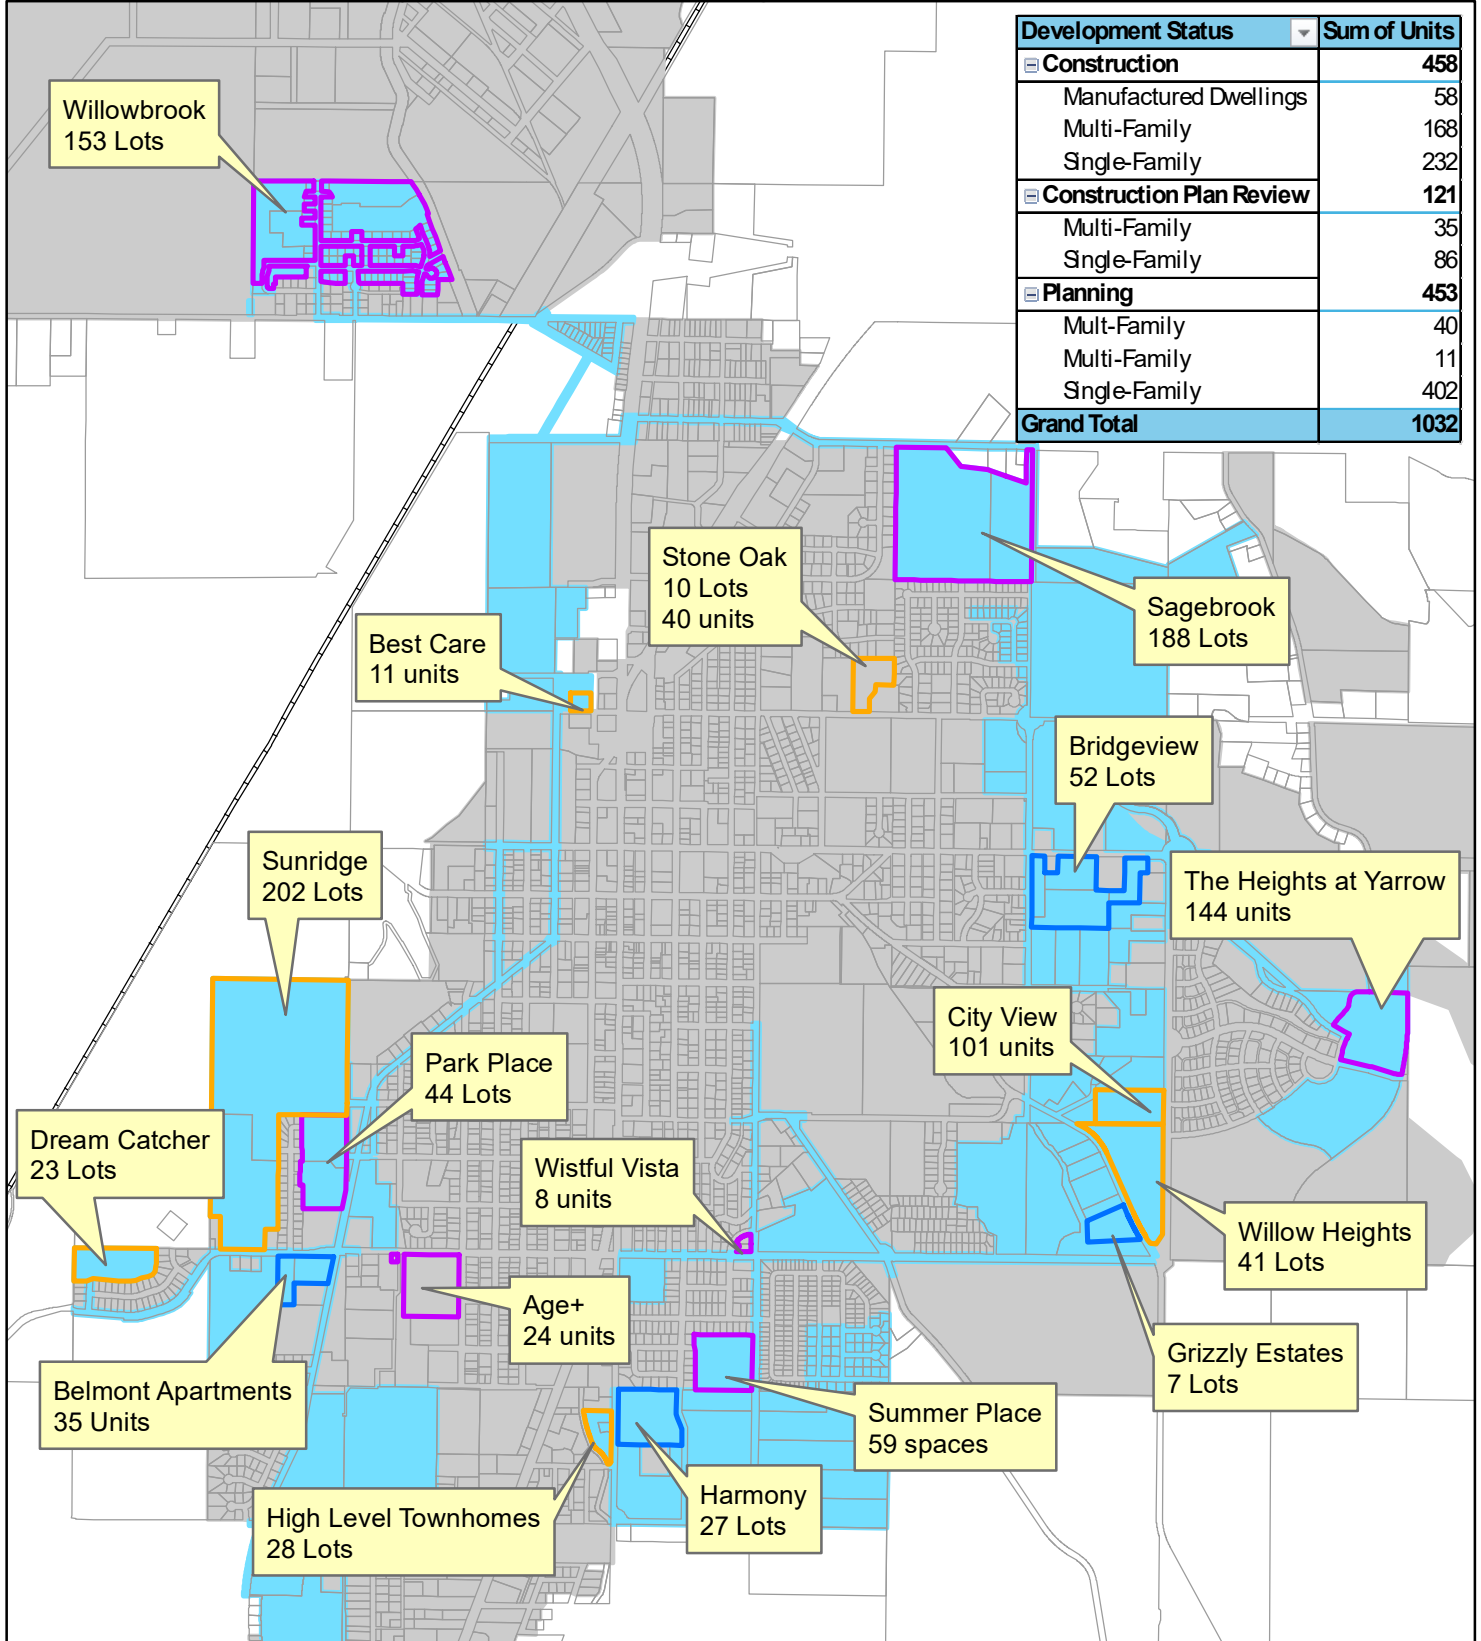 Development Status Sum of Units
Construction 458
Manufactured Dwellings 58
Multi-Family 168
Single-Family 232
Construction Plan Review 121
Multi-Family 35
Single-Family 86
Planning 453
Mult-Family 40
Multi-Family 11
Single-Family 402
Grand Total 1032
Willowbrook
153 Lots
Stone Oak
10 Lots
40 units
Sagebrook
188 Lots
Best Care
11 units
Bridgeview
52 Lots
Sunridge
202 Lots
The Heights at Yarrow
144 units
City View
101 units
Park Place
44 Lots
Dream Catcher
23 Lots
Wistful Vista
8 units
Willow Heights
41 Lots
Age+
24 units
Grizzly Estates
7 Lots
Belmont Apartments
35 Units
Summer Place
59 spaces
Harmony
27 Lots
High Level Townhomes
28 Lots